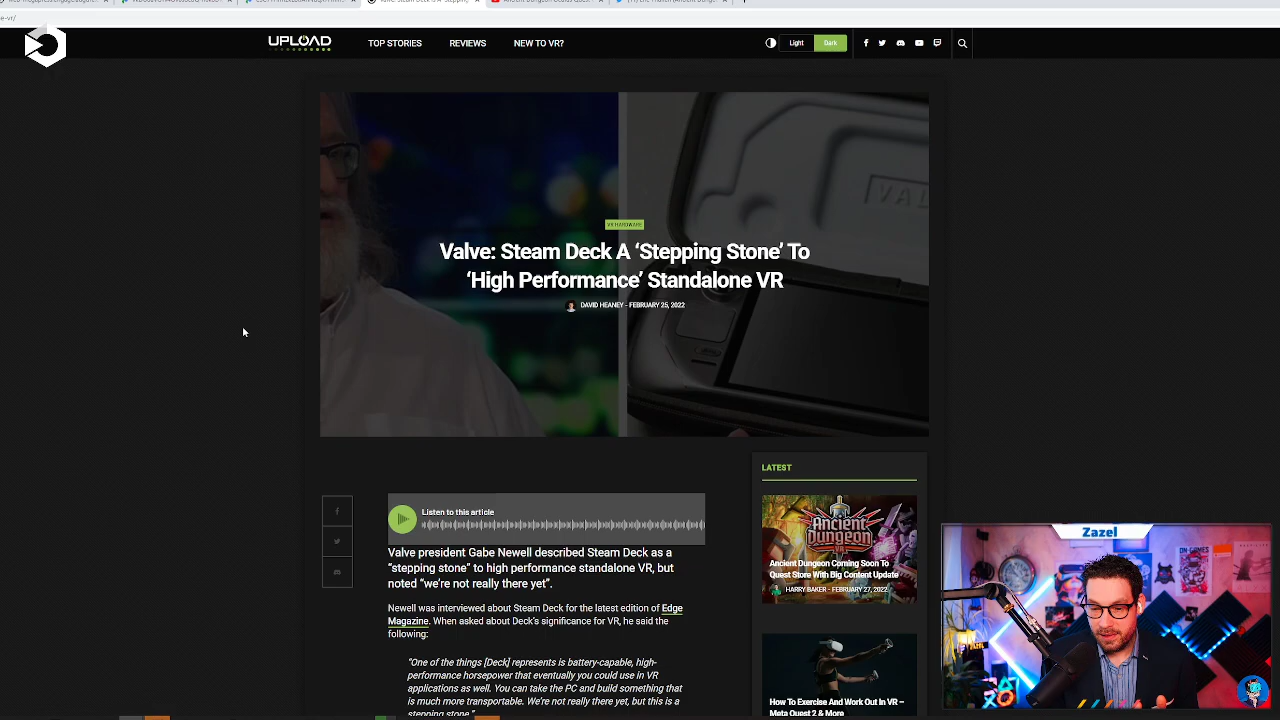 e-vr/
UPLOAD
TOP STORIES
REVIEWS
NEW TO VR?
Light
Dark
VR HARDWARE
Valve: Steam Deck A ‘Stepping Stone’ To
‘High Performance’ Standalone VR
DAVID HEANEY - FEBRUARY 25, 2022
LATEST
Listen to this article
Valve president Gabe Newell described Steam Deck as a
“stepping stone” to high performance standalone VR, but
noted “we’re not really there yet”.
Newell was interviewed about Steam Deck for the latest edition of Edge
Magazine. When asked about Deck’s significance for VR, he said the
following:
“One of the things [Deck] represents is battery-capable, high-
performance horsepower that eventually you could use in VR
applications as well. You can take the PC and build something that
is much more transportable. We’re not really there yet, but this is a
stepping stone.”
Ancient
Dungeon
Ancient Dungeon Coming Soon To
Quest Store With Big Content Update
HARRY BAKER - FEBRUARY 27, 2022
How To Exercise And Work Out In VR –
Meta Quest 2 & More
Zazel